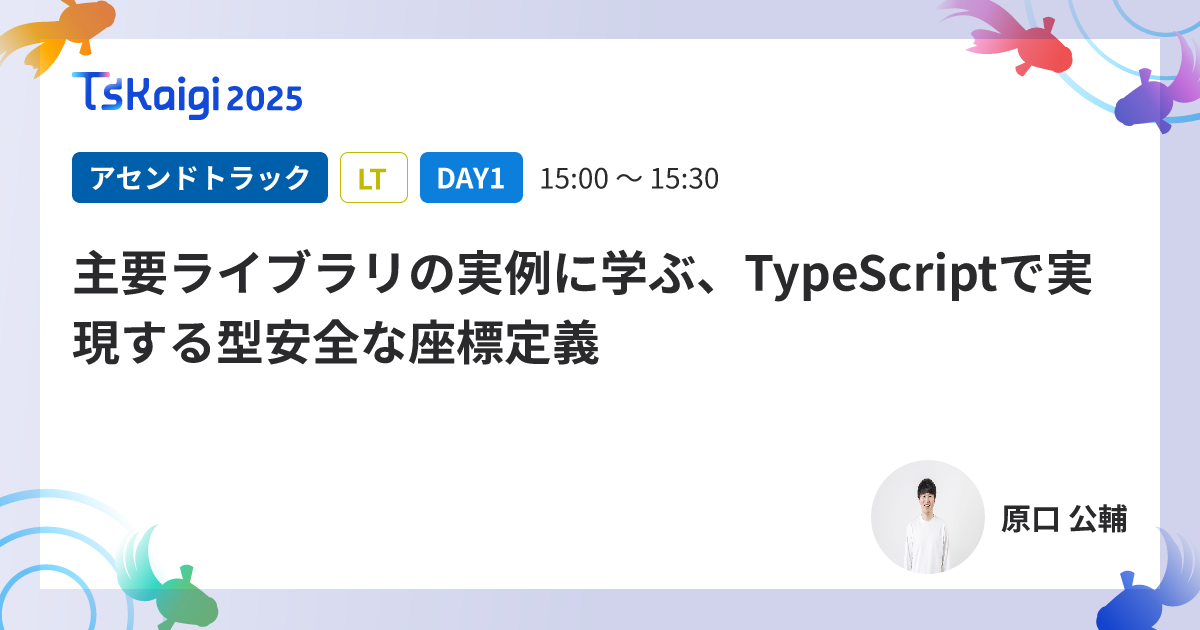 TSKaigi 2025
アセンドトラック LT DAY1 15:00 〜 15:30
主要ライブラリの実例に学ぶ、TypeScriptで実
現する型安全な座標定義
原口 公輔